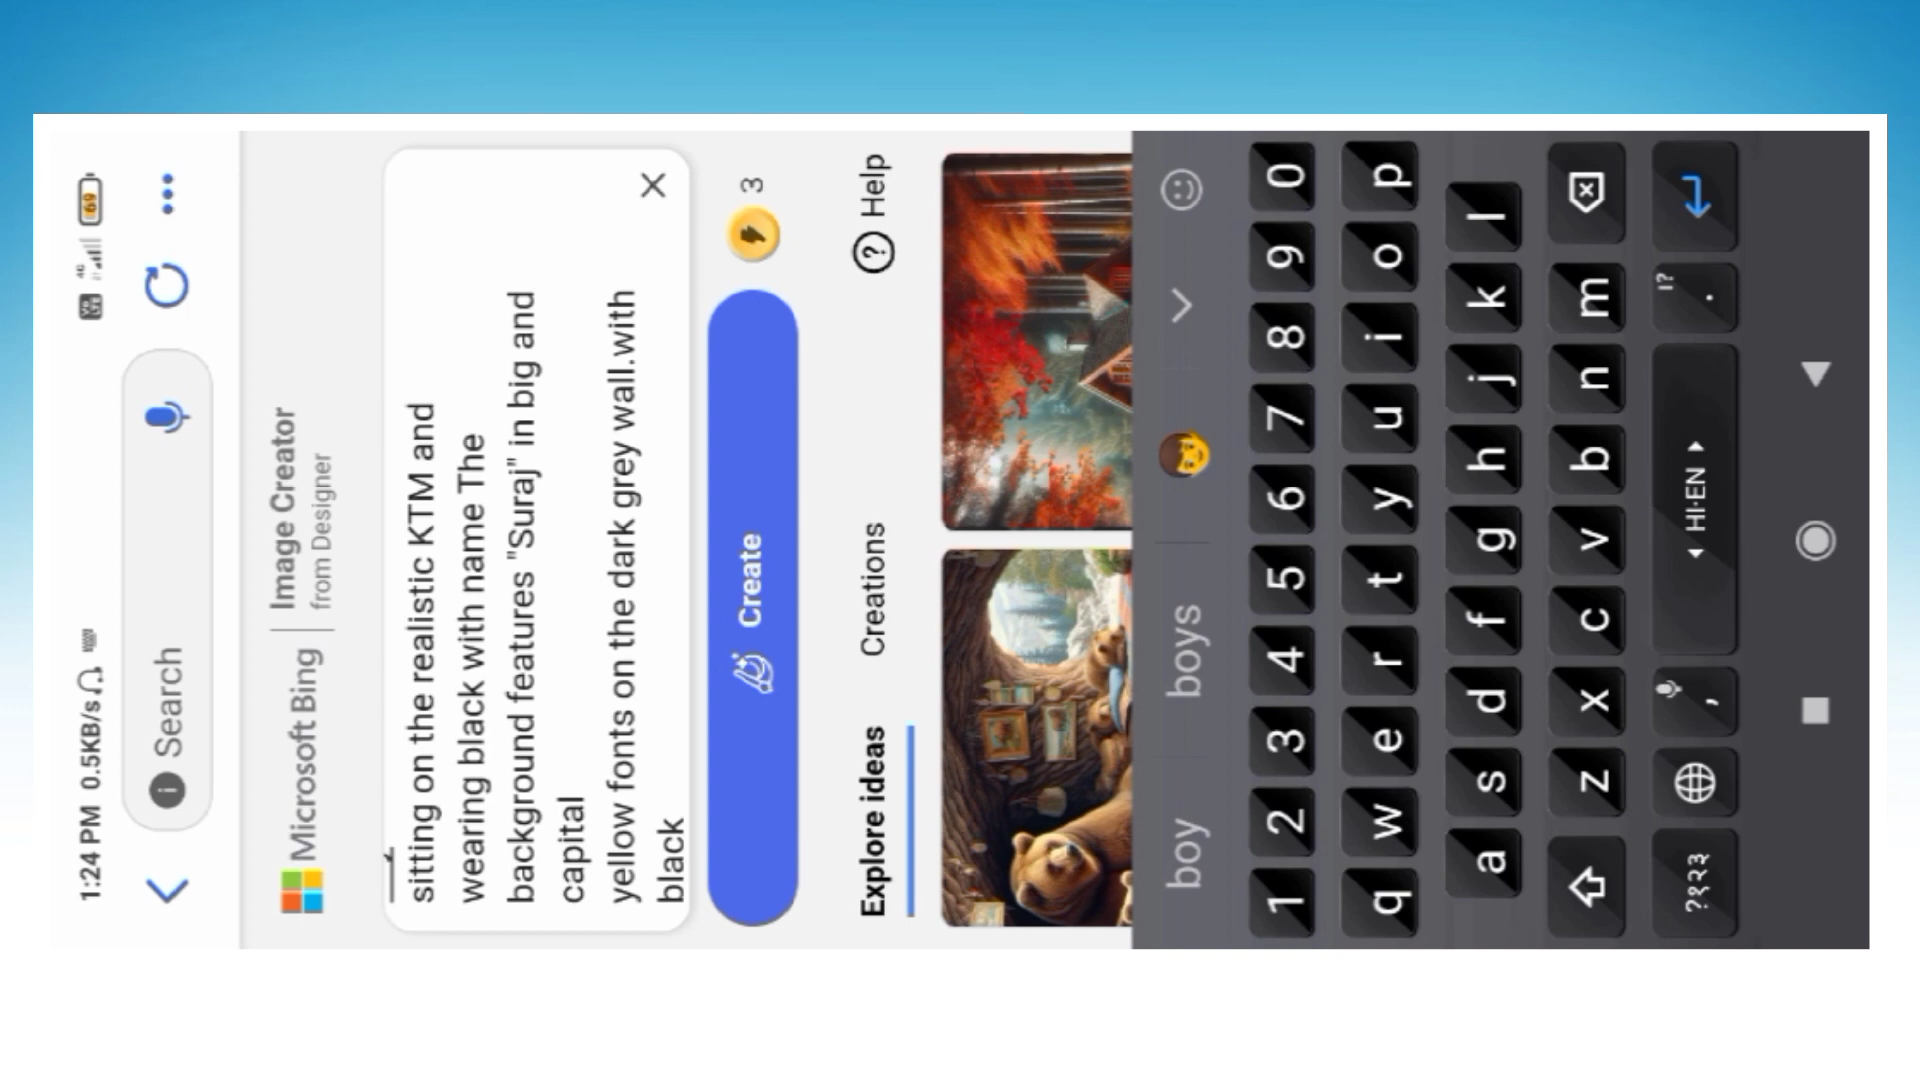 1:24 PM 0.5KB/s 4G 69
Search
Microsoft Bing | Image Creator
from Designer
sitting on the realistic KTM and
wearing black with name The
background features "Suraj" in big and
capital
yellow fonts on the dark grey wall.with
black
Create 3
Explore ideas Creations Help
boy boys
1 2 3 4 5 6 7 8 9 0
q w e r t y u i o p
a s d f g h j k l
z x c v b n m
?१२३ , HI·EN . !?